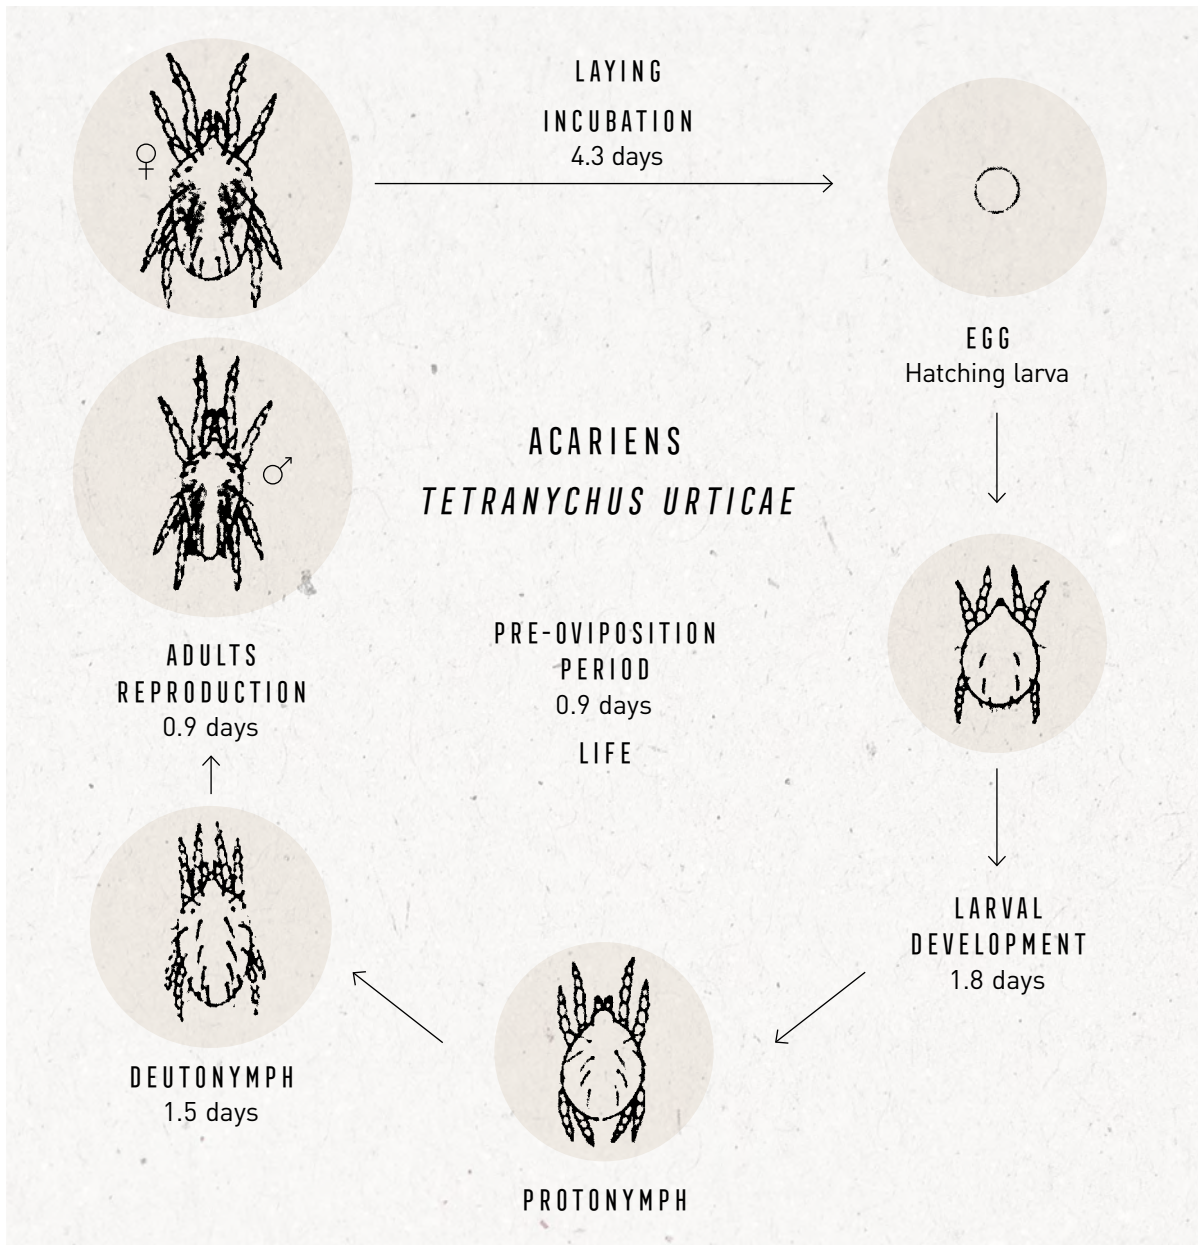 LAYING
INCUBATION
4.3 days
EGG
Hatching larva
ACARIENS
TETRANYCHUS URTICAE
PRE-OVIPOSITION
PERIOD
0.9 days
LIFE
ADULTS
REPRODUCTION
0.9 days
LARVAL
DEVELOPMENT
1.8 days
DEUTONYMPH
1.5 days
PROTONYMPH